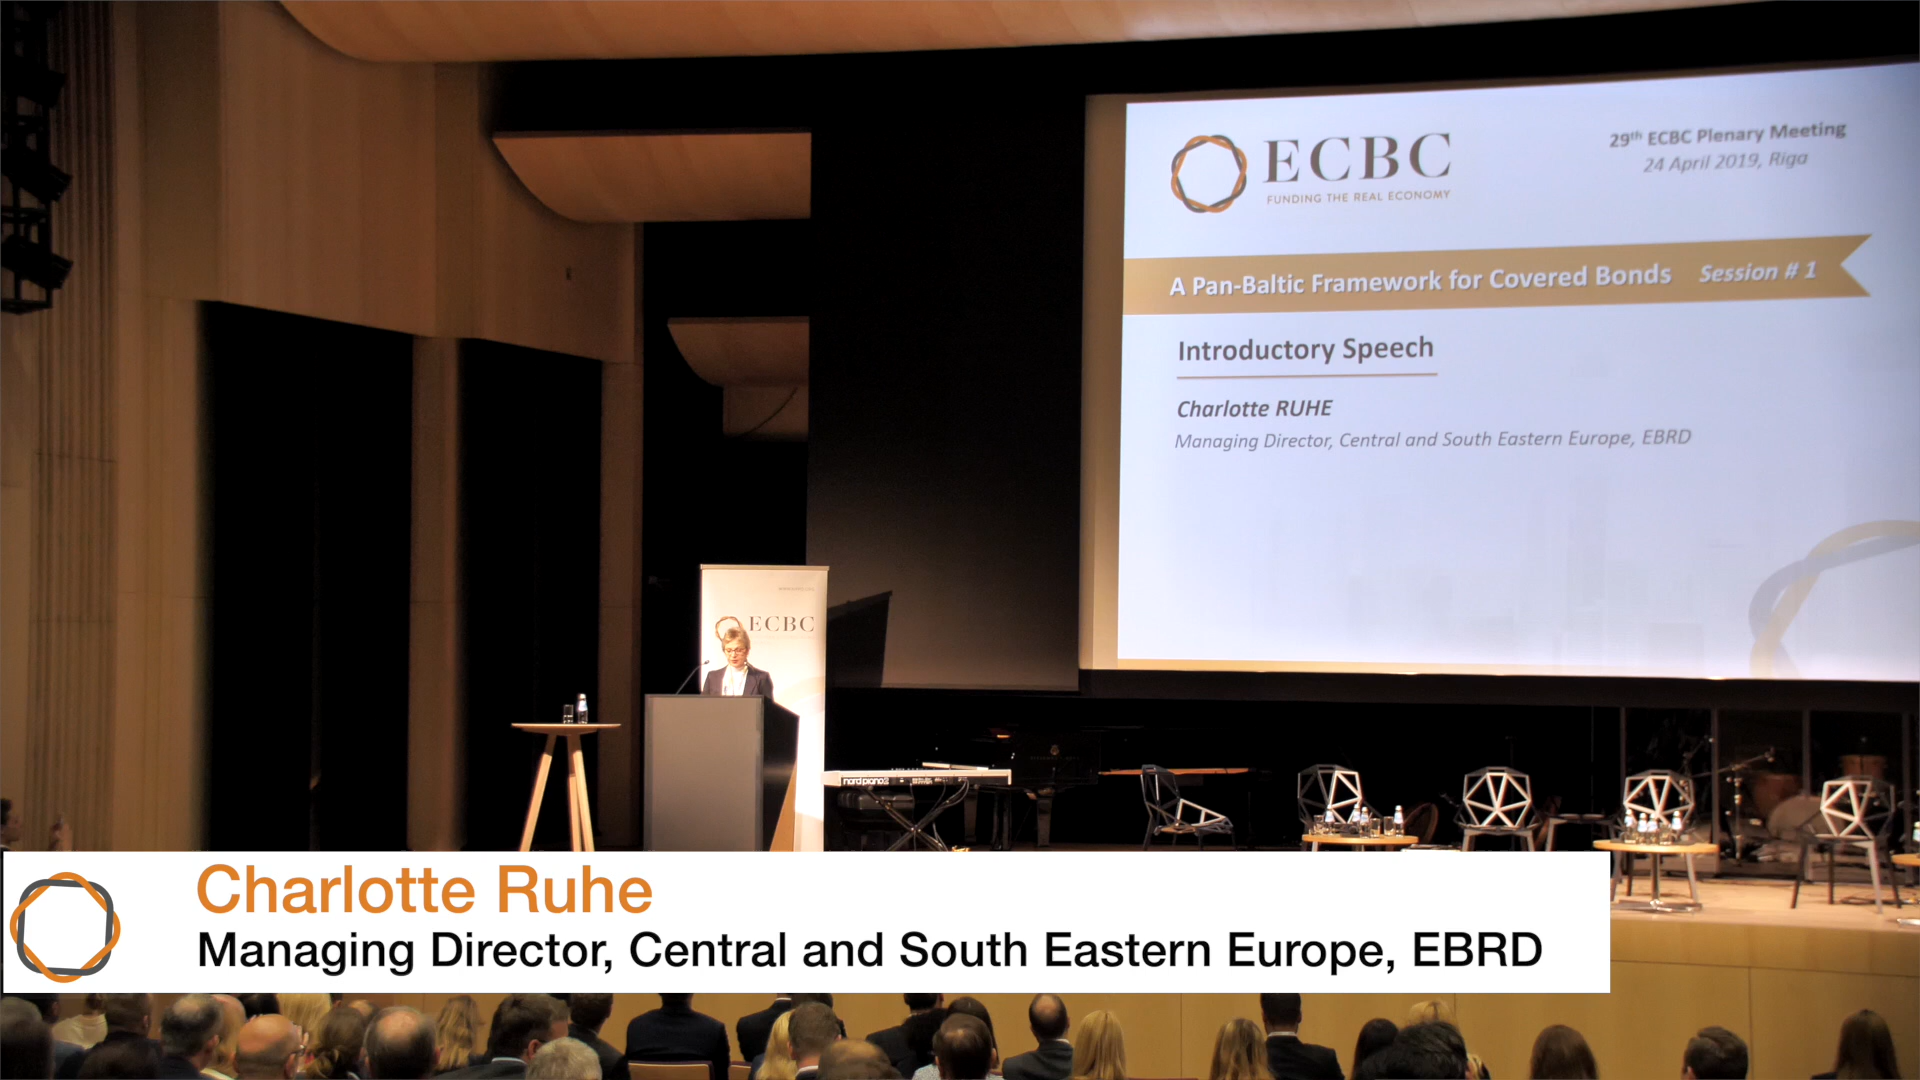 ECBC
FUNDING THE REAL ECONOMY
29th ECBC Plenary Meeting
24 April 2019, Riga
A Pan-Baltic Framework for Covered Bonds Session # 1
Introductory Speech
Charlotte RUHE
Managing Director, Central and South Eastern Europe, EBRD
ECBC
nord piano2
Charlotte Ruhe
Managing Director, Central and South Eastern Europe, EBRD